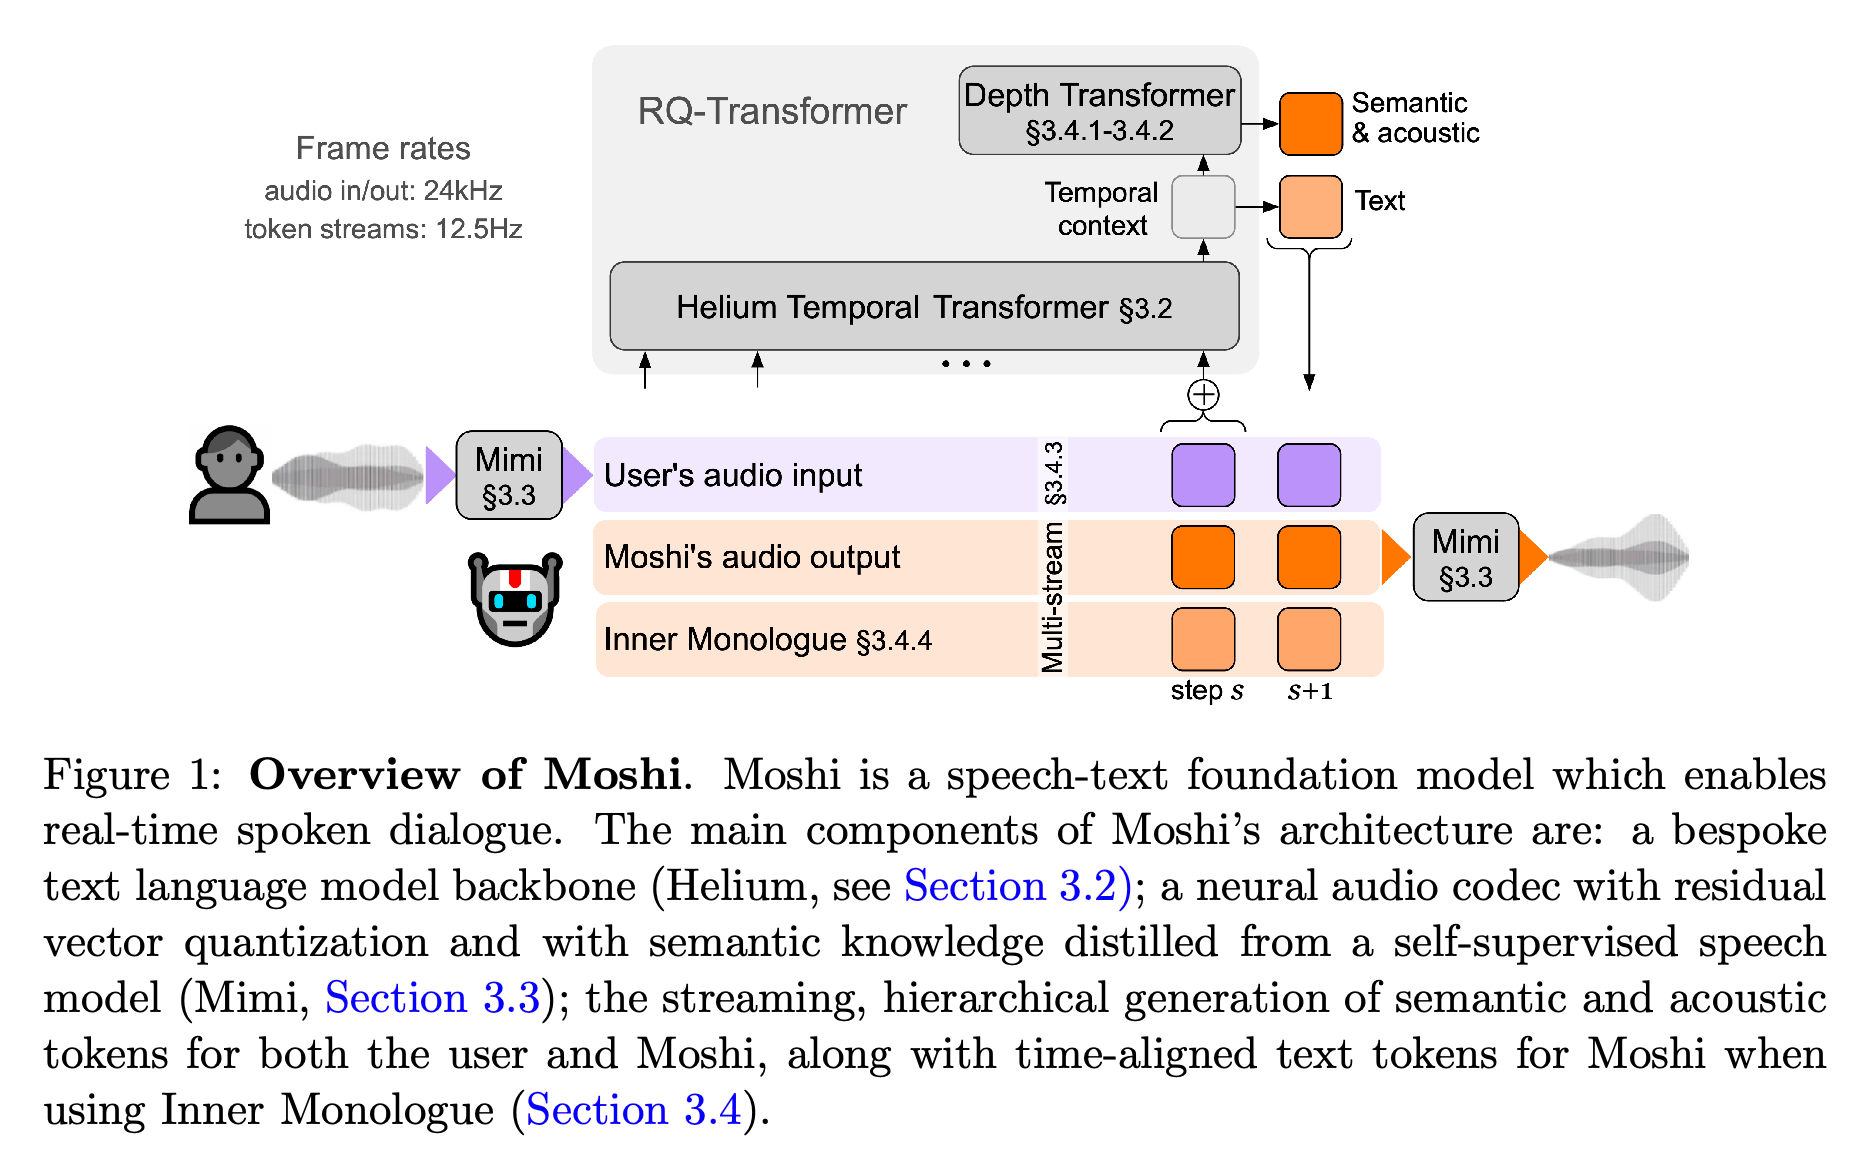 RQ-Transformer
Depth Transformer
§3.4.1-3.4.2
Semantic
& acoustic
Frame rates
audio in/out: 24kHz
token streams: 12.5Hz
Temporal
context
Text
Helium Temporal Transformer §3.2
...
+
Mimi
§3.3
User's audio input
Moshi's audio output
Inner Monologue §3.4.4
Multi-stream §3.4.3
Mimi
§3.3
step s
s+1
Figure 1: Overview of Moshi. Moshi is a speech-text foundation model which enables
real-time spoken dialogue. The main components of Moshi's architecture are: a bespoke
text language model backbone (Helium, see Section 3.2); a neural audio codec with residual
vector quantization and with semantic knowledge distilled from a self-supervised speech
model (Mimi, Section 3.3); the streaming, hierarchical generation of semantic and acoustic
tokens for both the user and Moshi, along with time-aligned text tokens for Moshi when
using Inner Monologue (Section 3.4).